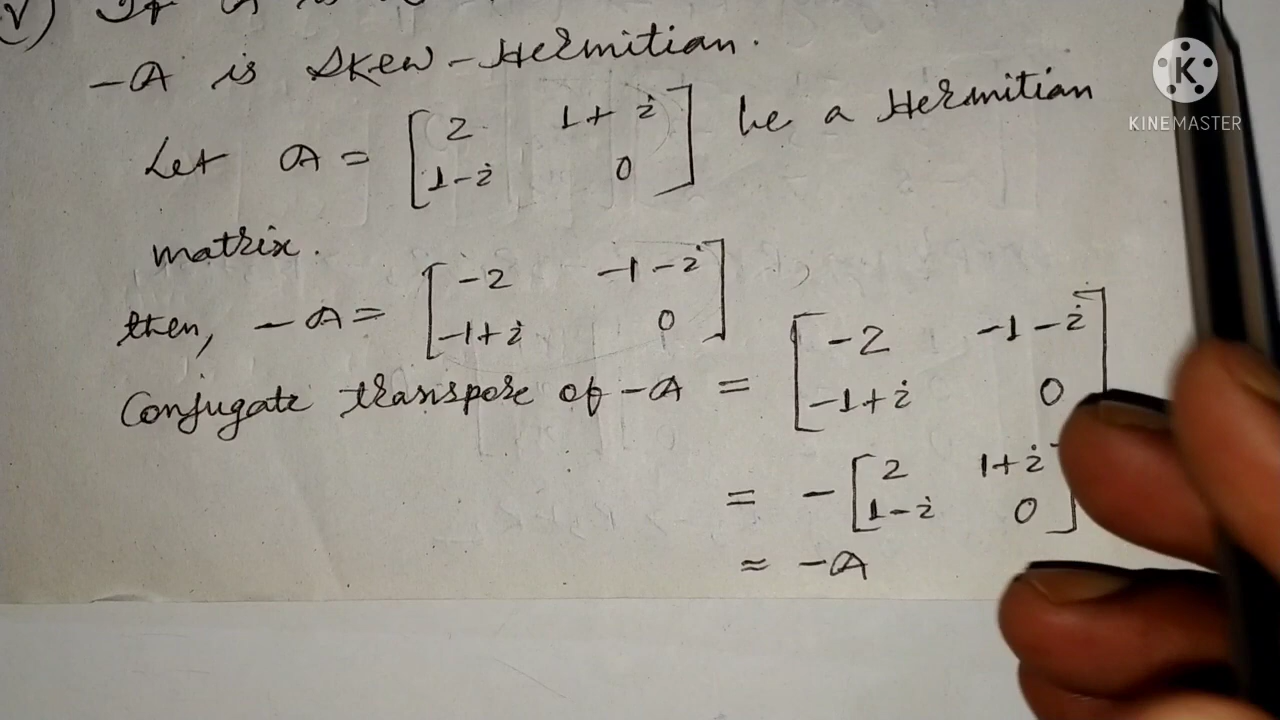 v)
-A is skew-Hermitian.
Let A = [2 1+i be a Hermitian
1-i 0]
matrix.
then, -A = [-2 -1-i
-1+i 0]
Conjugate transpose of -A = [-2 -1-i
-1+i 0]
= -[2 1+i
1-i 0]
≈ -A
K
KINEMASTER